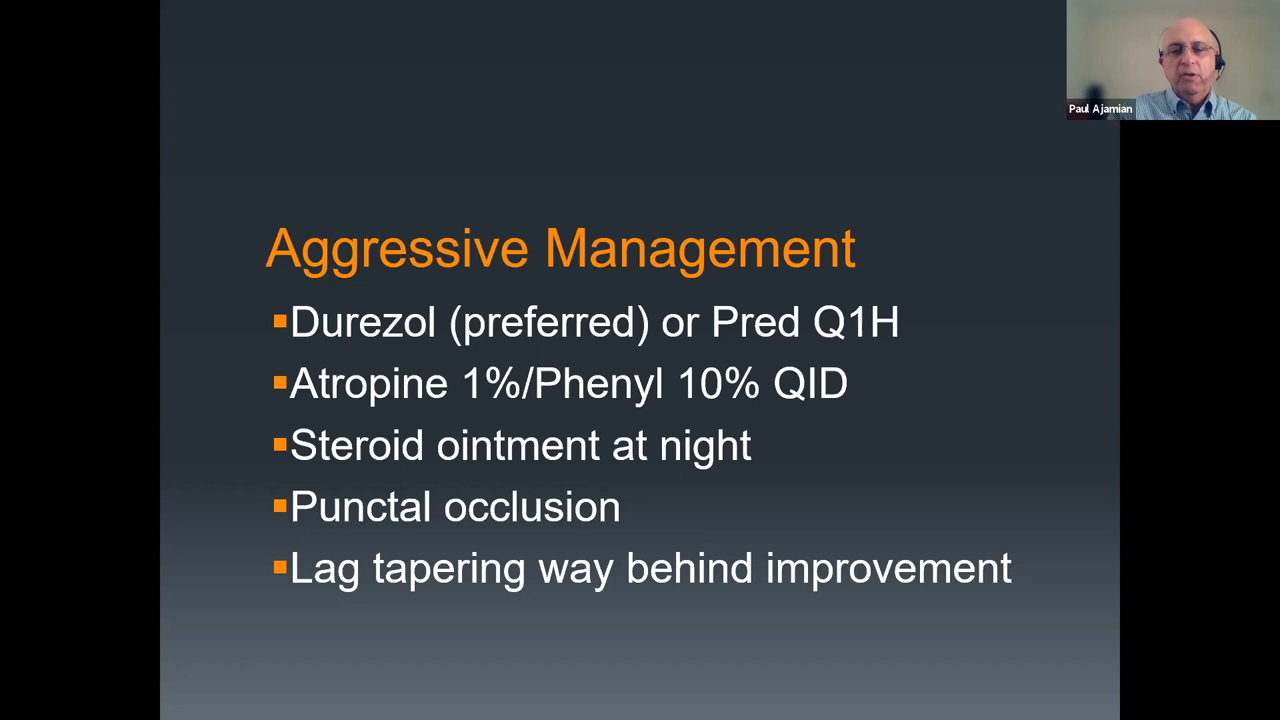 Paul Ajamian
Aggressive Management
▪Durezol (preferred) or Pred Q1H
▪Atropine 1%/Phenyl 10% QID
▪Steroid ointment at night
▪Punctal occlusion
▪Lag tapering way behind improvement